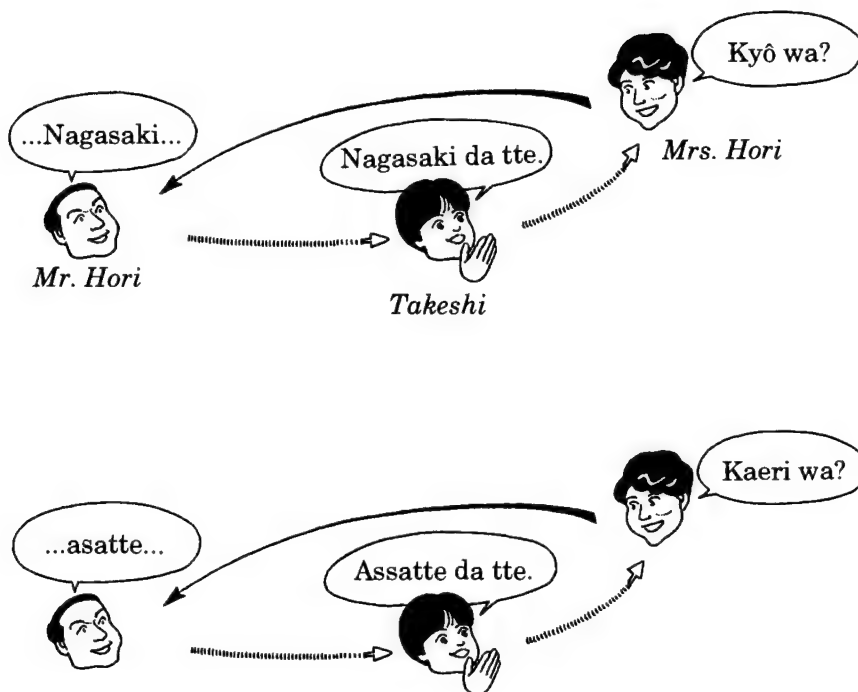 Kyô wa?
...Nagasaki...
Nagasaki da tte.
Mrs. Hori
Mr. Hori
Takeshi
Kaeri wa?
...asatte...
Assatte da tte.